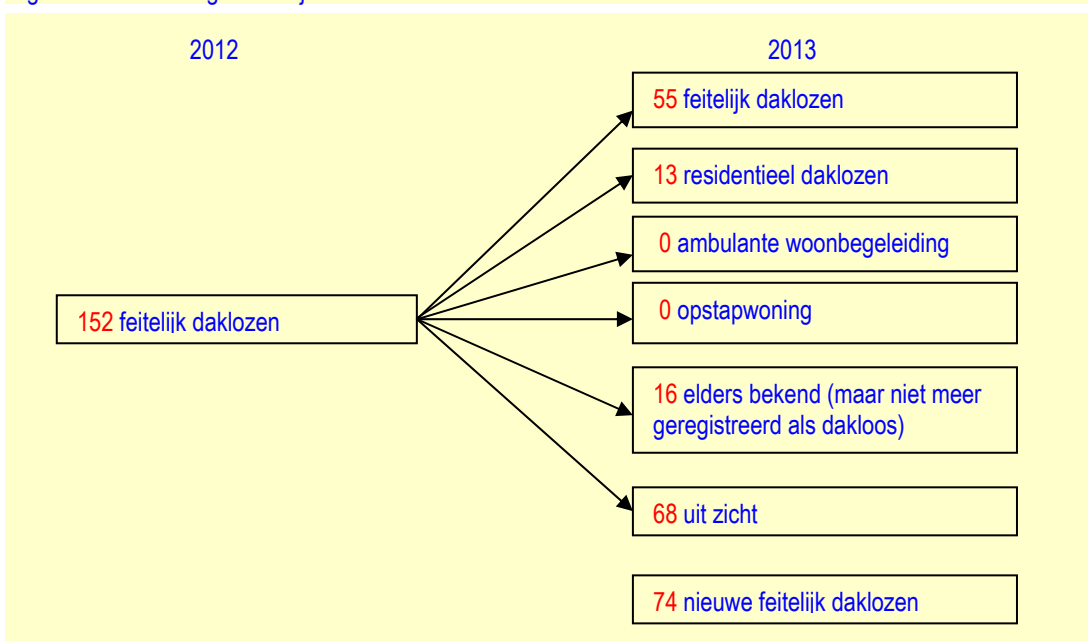 2012 2013
55 feitelijk daklozen
13 residentieel daklozen
0 ambulante woonbegeleiding
0 opstapwoning
152 feitelijk daklozen
16 elders bekend (maar niet meer
geregistreerd als dakloos)
68 uit zicht
74 nieuwe feitelijk daklozen